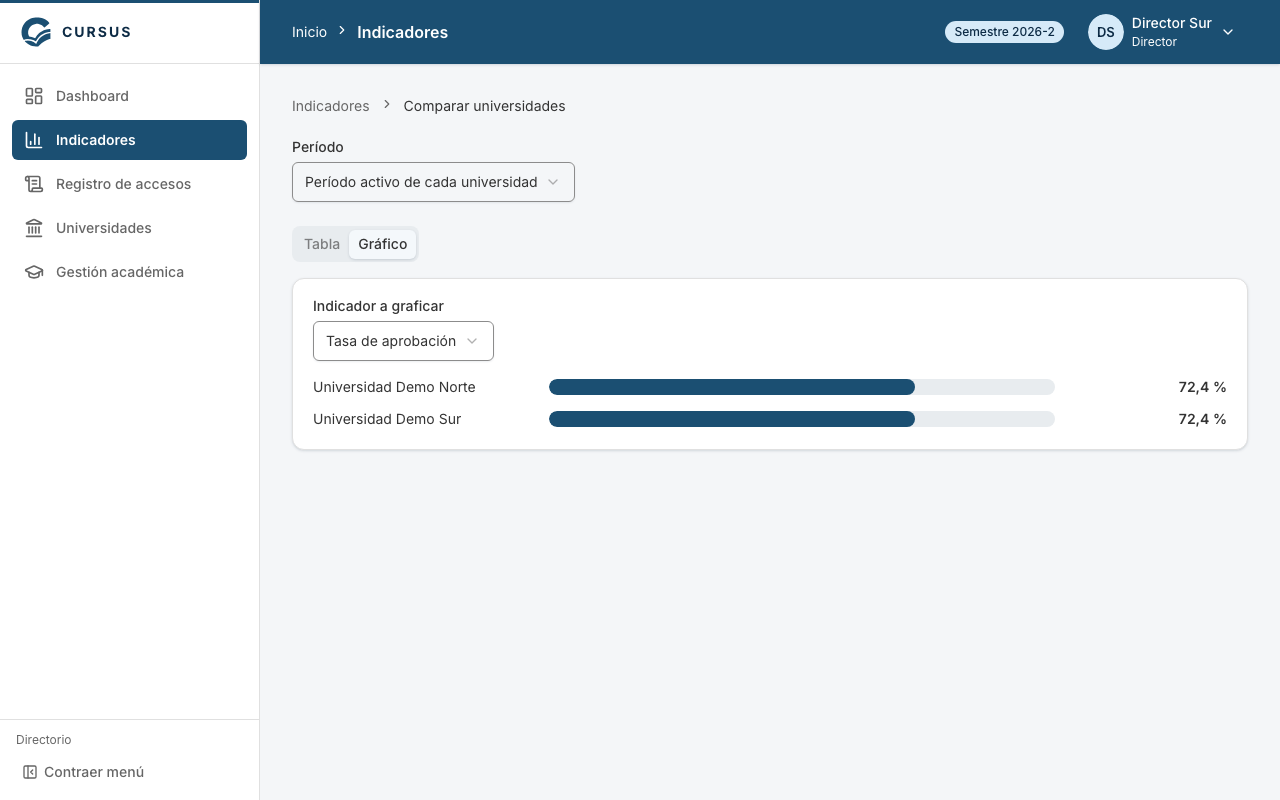 CURSUS
Inicio
Indicadores
Semestre 2026-2
DS
Director Sur
Director
Dashboard
Indicadores
Registro de accesos
Universidades
Gestión académica
Indicadores
Comparar universidades
Período
Período activo de cada universidad
Tabla
Gráfico
Indicador a graficar
Tasa de aprobación
Universidad Demo Norte
72,4 %
Universidad Demo Sur
72,4 %
Directorio
Contraer menú